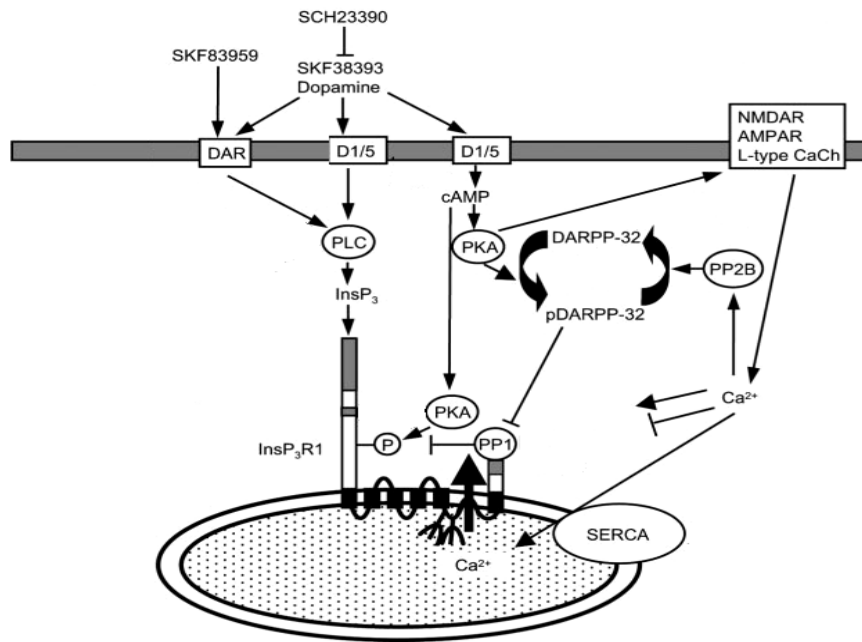 SCH23390
SKF83959
SKF38393
Dopamine
NMDAR
AMPAR
L-type CaCh
DAR
D1/5
D1/5
cAMP
PLC
PKA
DARPP-32
PP2B
InsP₃
pDARPP-32
Ca²⁺
PKA
InsP₃R1
P
PP1
SERCA
Ca²⁺